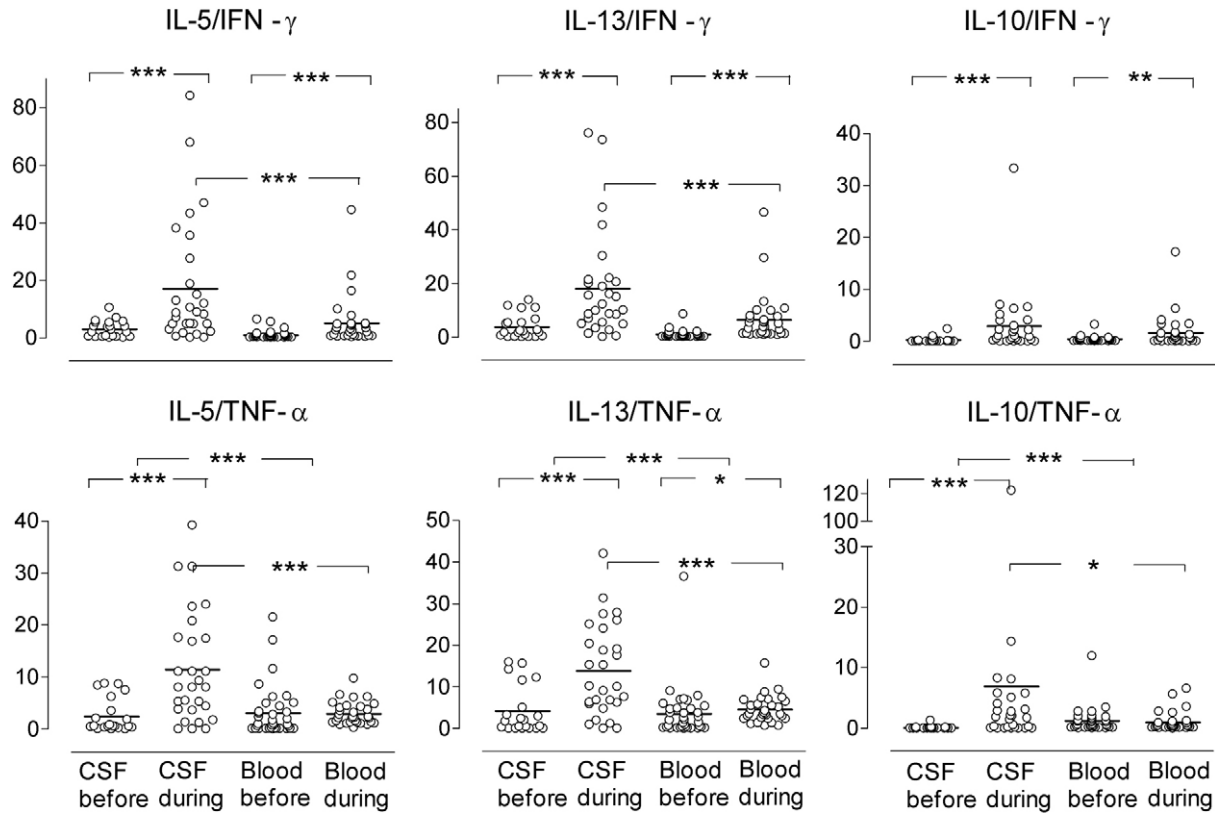 IL-5/IFN - γ
*** ***
80
60
40
20
0
***
IL-13/IFN - γ
*** ***
80
60
40
20
0
***
IL-10/IFN - γ
*** **
40
30
20
10
0
IL-5/TNF- α
***
***
40
30
20
10
0
***
IL-13/TNF- α
***
*** *
50
40
30
20
10
0
***
IL-10/TNF- α
***
***
120
100
30
20
10
0
*
CSF before
CSF during
Blood before
Blood during
CSF before
CSF during
Blood before
Blood during
CSF before
CSF during
Blood before
Blood during